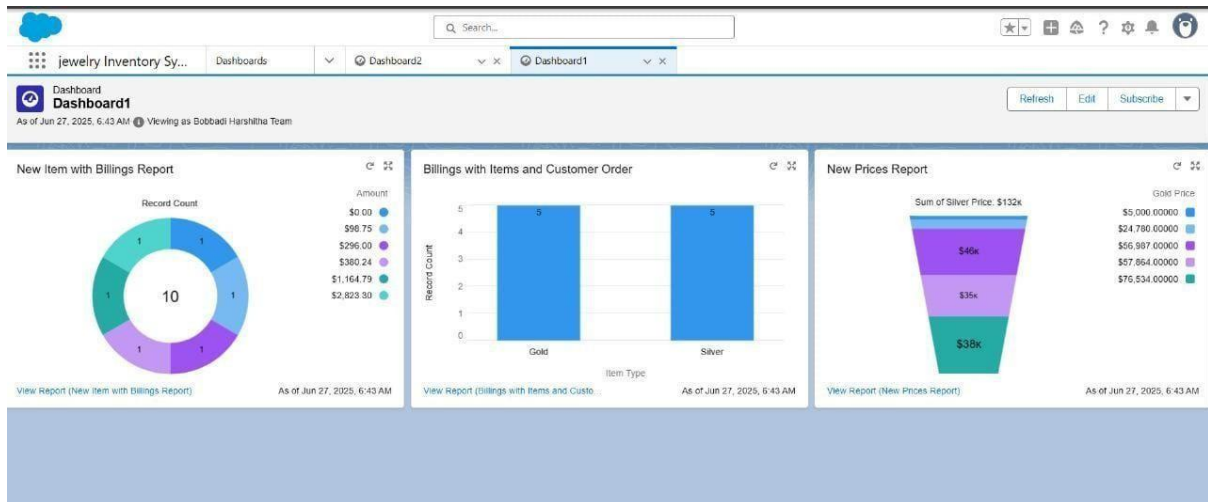 Search...
jewelry Inventory Sy...
Dashboards
Dashboard2
Dashboard1
Dashboard
Dashboard1
As of Jun 27, 2025, 6:43 AM Viewing as Bobbadi Harshitha Team
Refresh
Edit
Subscribe
New Item with Billings Report
Record Count
1
1
1
1
1
1
10
Amount
$0.00
$98.75
$296.00
$380.24
$1,164.79
$2,823.30
View Report (New Item with Billings Report)
As of Jun 27, 2025, 6:43 AM
Billings with Items and Customer Order
Record Count
5
4
3
2
1
0
5
5
Gold
Silver
Item Type
View Report (Billings with Items and Custo...
As of Jun 27, 2025, 6:43 AM
New Prices Report
Sum of Silver Price: $132K
$46K
$35K
$38K
Gold Price
$5,000.00000
$24,780.00000
$56,987.00000
$57,864.00000
$76,534.00000
View Report (New Prices Report)
As of Jun 27, 2025, 6:43 AM